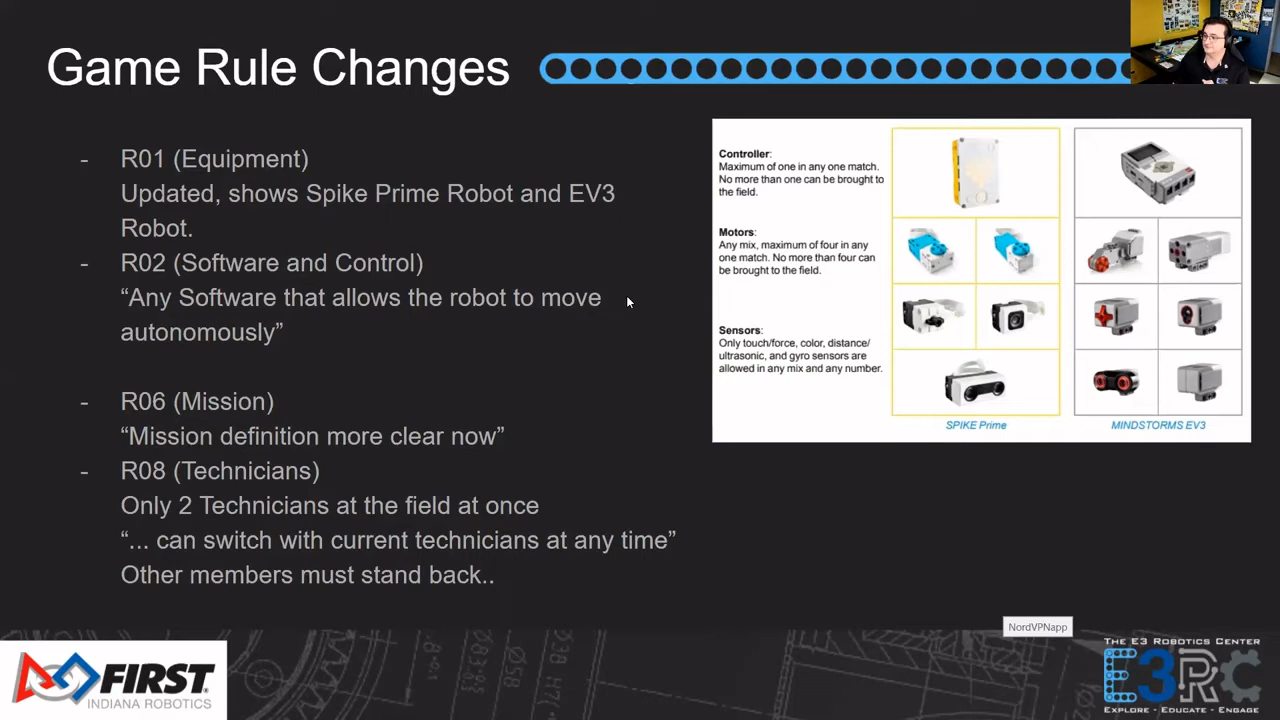 Game Rule Changes
- R01 (Equipment)
Updated, shows Spike Prime Robot and EV3
Robot.
- R02 (Software and Control)
“Any Software that allows the robot to move
autonomously”
- R06 (Mission)
“Mission definition more clear now”
- R08 (Technicians)
Only 2 Technicians at the field at once
“... can switch with current technicians at any time”
Other members must stand back..
Controller:
Maximum of one in any one match.
No more than one can be brought to
the field.
Motors:
Any mix, maximum of four in any
one match. No more than four can
be brought to the field.
Sensors:
Only touch/force, color, distance/
ultrasonic, and gyro sensors are
allowed in any mix and any number.
SPIKE Prime
MINDSTORMS EV3
NordVPNapp
FIRST
INDIANA ROBOTICS
THE E3 ROBOTICS CENTER
E3RC
EXPLORE - EDUCATE - ENGAGE